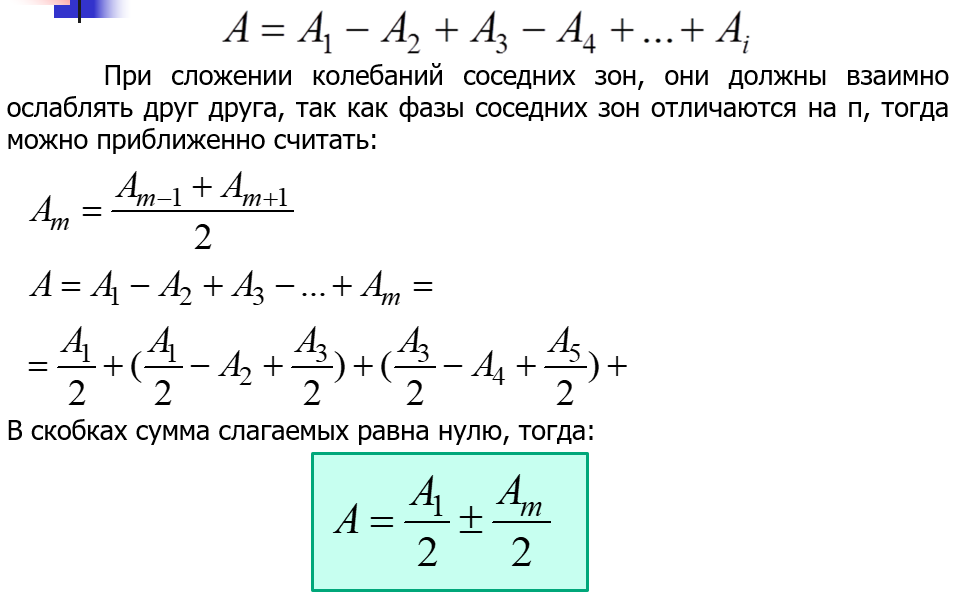 A = A₁ − A₂ + A₃ − A₄ + ... + Aᵢ
При сложении колебаний соседних зон, они должны взаимно
ослаблять друг друга, так как фазы соседних зон отличаются на п, тогда
можно приближенно считать:
Aₘ = (Aₘ₋₁ + Aₘ₊₁)/2
A = A₁ − A₂ + A₃ − ... + Aₘ =
= A₁/2 + (A₁/2 − A₂ + A₃/2) + (A₃/2 − A₄ + A₅/2) +
В скобках сумма слагаемых равна нулю, тогда:
A = A₁/2 ± Aₘ/2